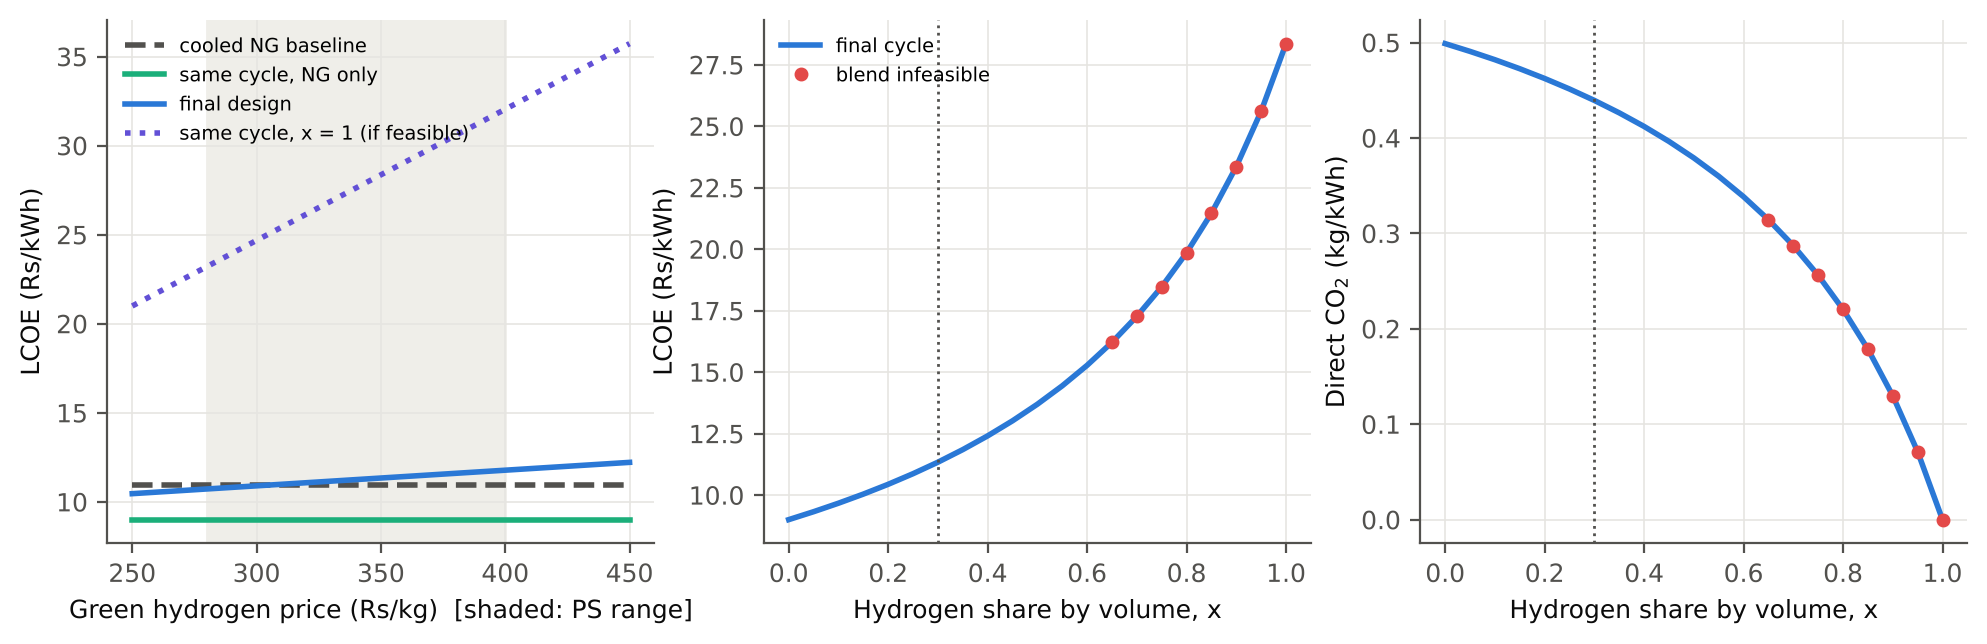 cooled NG baseline
same cycle, NG only
final design
same cycle, x = 1 (if feasible)
LCOE (Rs/kWh)
35
30
25
20
15
10
250 300 350 400 450
Green hydrogen price (Rs/kg) [shaded: PS range]
final cycle
blend infeasible
LCOE (Rs/kWh)
27.5
25.0
22.5
20.0
17.5
15.0
12.5
10.0
0.0 0.2 0.4 0.6 0.8 1.0
Hydrogen share by volume, x
Direct CO₂ (kg/kWh)
0.5
0.4
0.3
0.2
0.1
0.0
0.0 0.2 0.4 0.6 0.8 1.0
Hydrogen share by volume, x